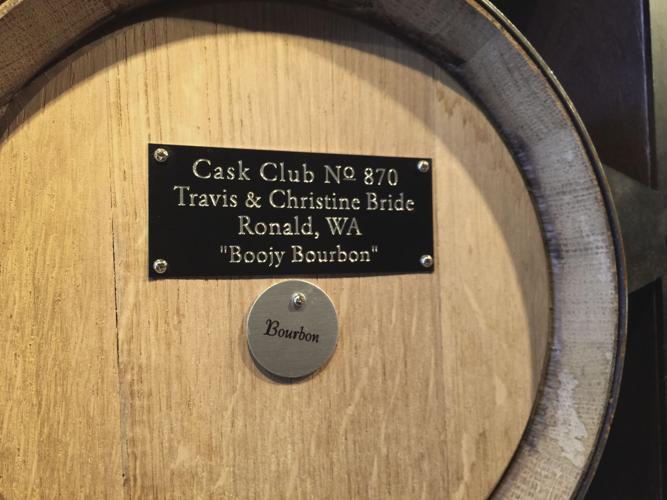 Cask Club Nº 870
Travis & Christine Bride
Ronald, WA
"Boojy Bourbon"
Bourbon